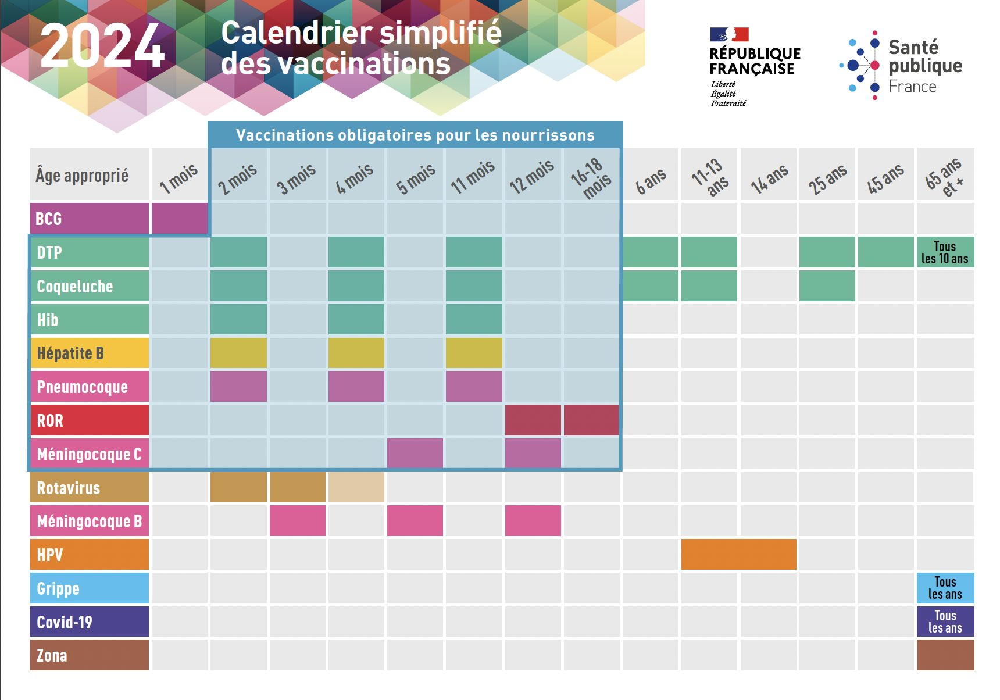 2024
Calendrier simplifié
des vaccinations
RÉPUBLIQUE
FRANÇAISE
Liberté
Égalité
Fraternité
Santé
publique
France
Vaccinations obligatoires pour les nourrissons
Âge approprié
1 mois
2 mois
3 mois
4 mois
5 mois
11 mois
12 mois
16-18
mois
6 ans
11-13
ans
14 ans
25 ans
45 ans
65 ans
et +
BCG
DTP
Tous
les 10 ans
Coqueluche
Hib
Hépatite B
Pneumocoque
ROR
Méningocoque C
Rotavirus
Méningocoque B
HPV
Grippe
Tous
les ans
Covid-19
Tous
les ans
Zona